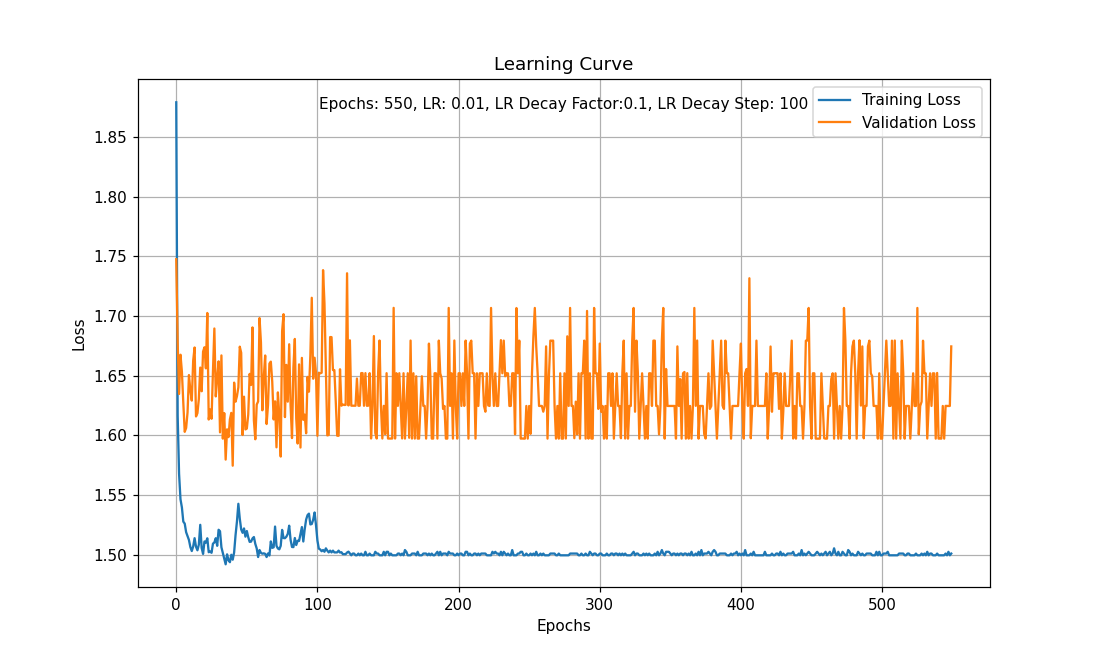 Learning Curve
Epochs: 550, LR: 0.01, LR Decay Factor:0.1, LR Decay Step: 100
Training Loss
Validation Loss
1.85
1.80
1.75
1.70
1.65
1.60
1.55
1.50
Loss
0 100 200 300 400 500
Epochs